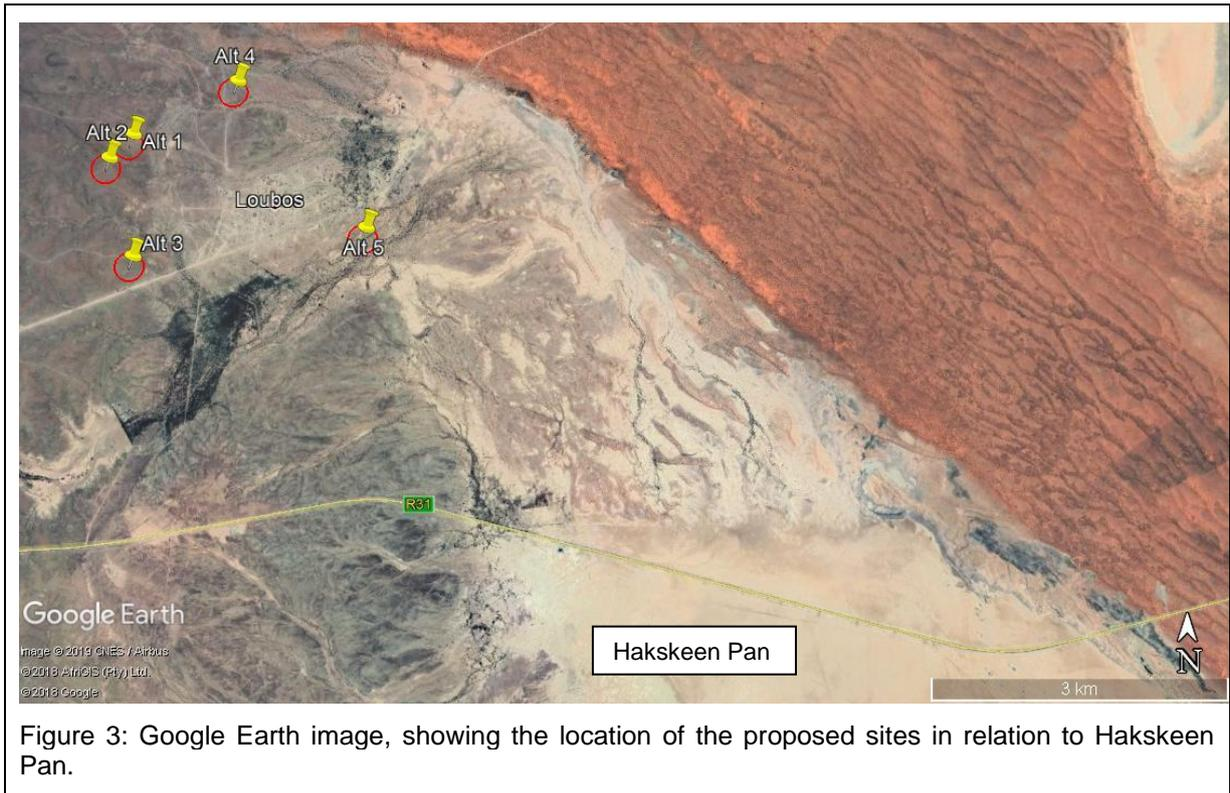 Alt 4
Alt 2
Alt 1
Loubos
Alt 3
Alt 5
R31
Google Earth
Image © 2019 CNES / Airbus
©2018 AfriGIS (Pty) Ltd.
©2018 Google
Hakskeen Pan
N
3 km
Figure 3: Google Earth image, showing the location of the proposed sites in relation to Hakskeen
Pan.